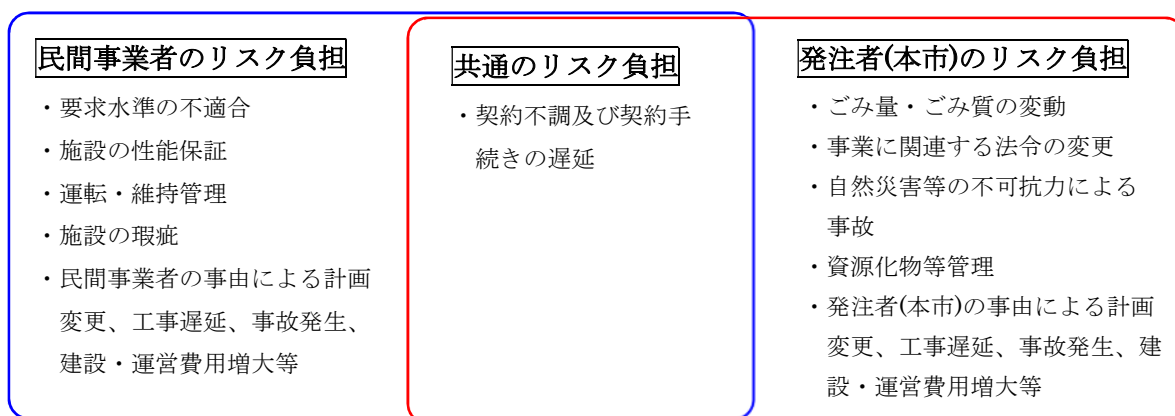 民間事業者のリスク負担
・要求水準の不適合
・施設の性能保証
・運転・維持管理
・施設の瑕疵
・民間事業者の事由による計画
変更、工事遅延、事故発生、
建設・運営費用増大等
共通のリスク負担
・契約不調及び契約手
続きの遅延
発注者(本市)のリスク負担
・ごみ量・ごみ質の変動
・事業に関連する法令の変更
・自然災害等の不可抗力による
事故
・資源化物等管理
・発注者(本市)の事由による計画
変更、工事遅延、事故発生、建
設・運営費用増大等